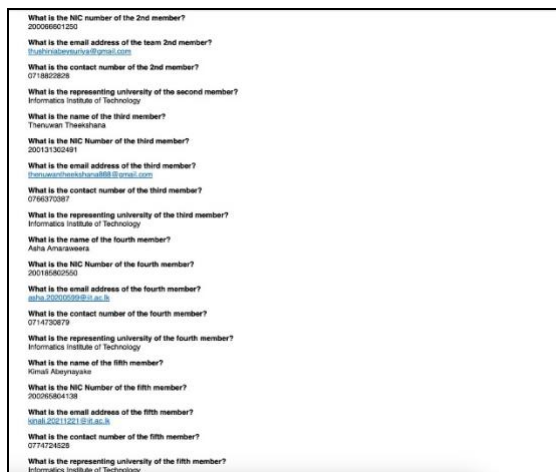 What is the NIC number of the 2nd member?
200066601250
What is the email address of the team 2nd member?
thushiniabeysuriya@gmail.com
What is the contact number of the 2nd member?
0718822828
What is the representing university of the second member?
Informatics Institute of Technology
What is the name of the third member?
Thenuwan Theekshana
What is the NIC Number of the third member?
200131302491
What is the email address of the third member?
thenuwantheekshana888@gmail.com
What is the contact number of the third member?
0766370387
What is the representing university of the third member?
Informatics Institute of Technology
What is the name of the fourth member?
Asha Amaraweera
What is the NIC Number of the fourth member?
200185802550
What is the email address of the fourth member?
asha.20200599@iit.ac.lk
What is the contact number of the fourth member?
0714730879
What is the representing university of the fourth member?
Informatics Institute of Technology
What is the name of the fifth member?
Kimali Abeynayake
What is the NIC Number of the fifth member?
200265804138
What is the email address of the fifth member?
kinali.20211221@iit.ac.lk
What is the contact number of the fifth member?
0774724528
What is the representing university of the fifth member?
Informatics Institute of Technology